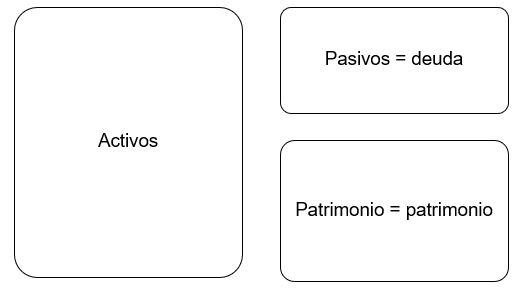 Activos
Pasivos = deuda
Patrimonio = patrimonio